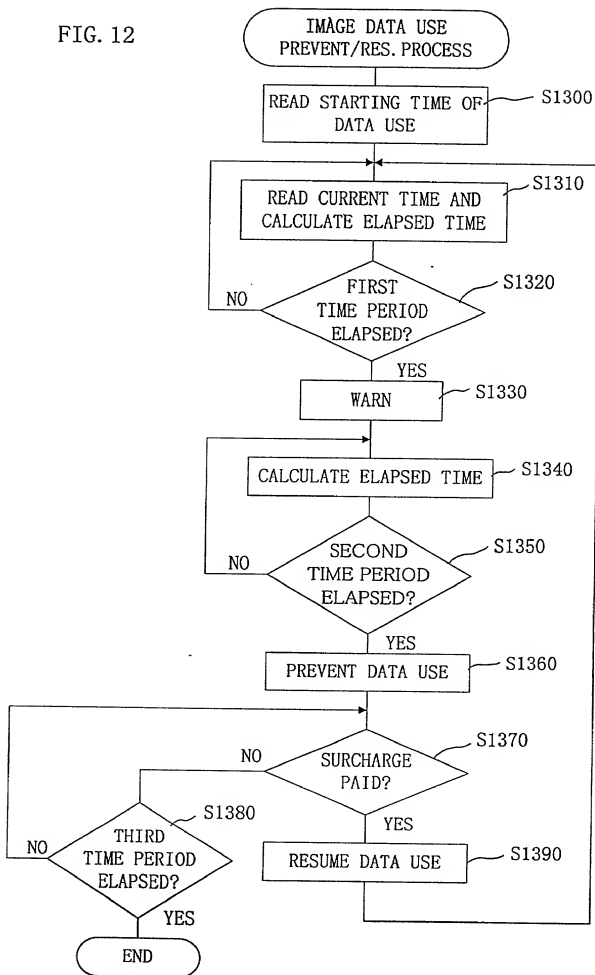 FIG. 12
IMAGE DATA USE
PREVENT/RES. PROCESS
READ STARTING TIME OF
DATA USE
S1300
READ CURRENT TIME AND
CALCULATE ELAPSED TIME
S1310
FIRST
TIME PERIOD
ELAPSED?
S1320
NO
YES
WARN
S1330
CALCULATE ELAPSED TIME
S1340
SECOND
TIME PERIOD
ELAPSED?
S1350
NO
YES
PREVENT DATA USE
S1360
SURCHARGE
PAID?
S1370
NO
YES
THIRD
TIME PERIOD
ELAPSED?
S1380
NO
YES
RESUME DATA USE
S1390
END